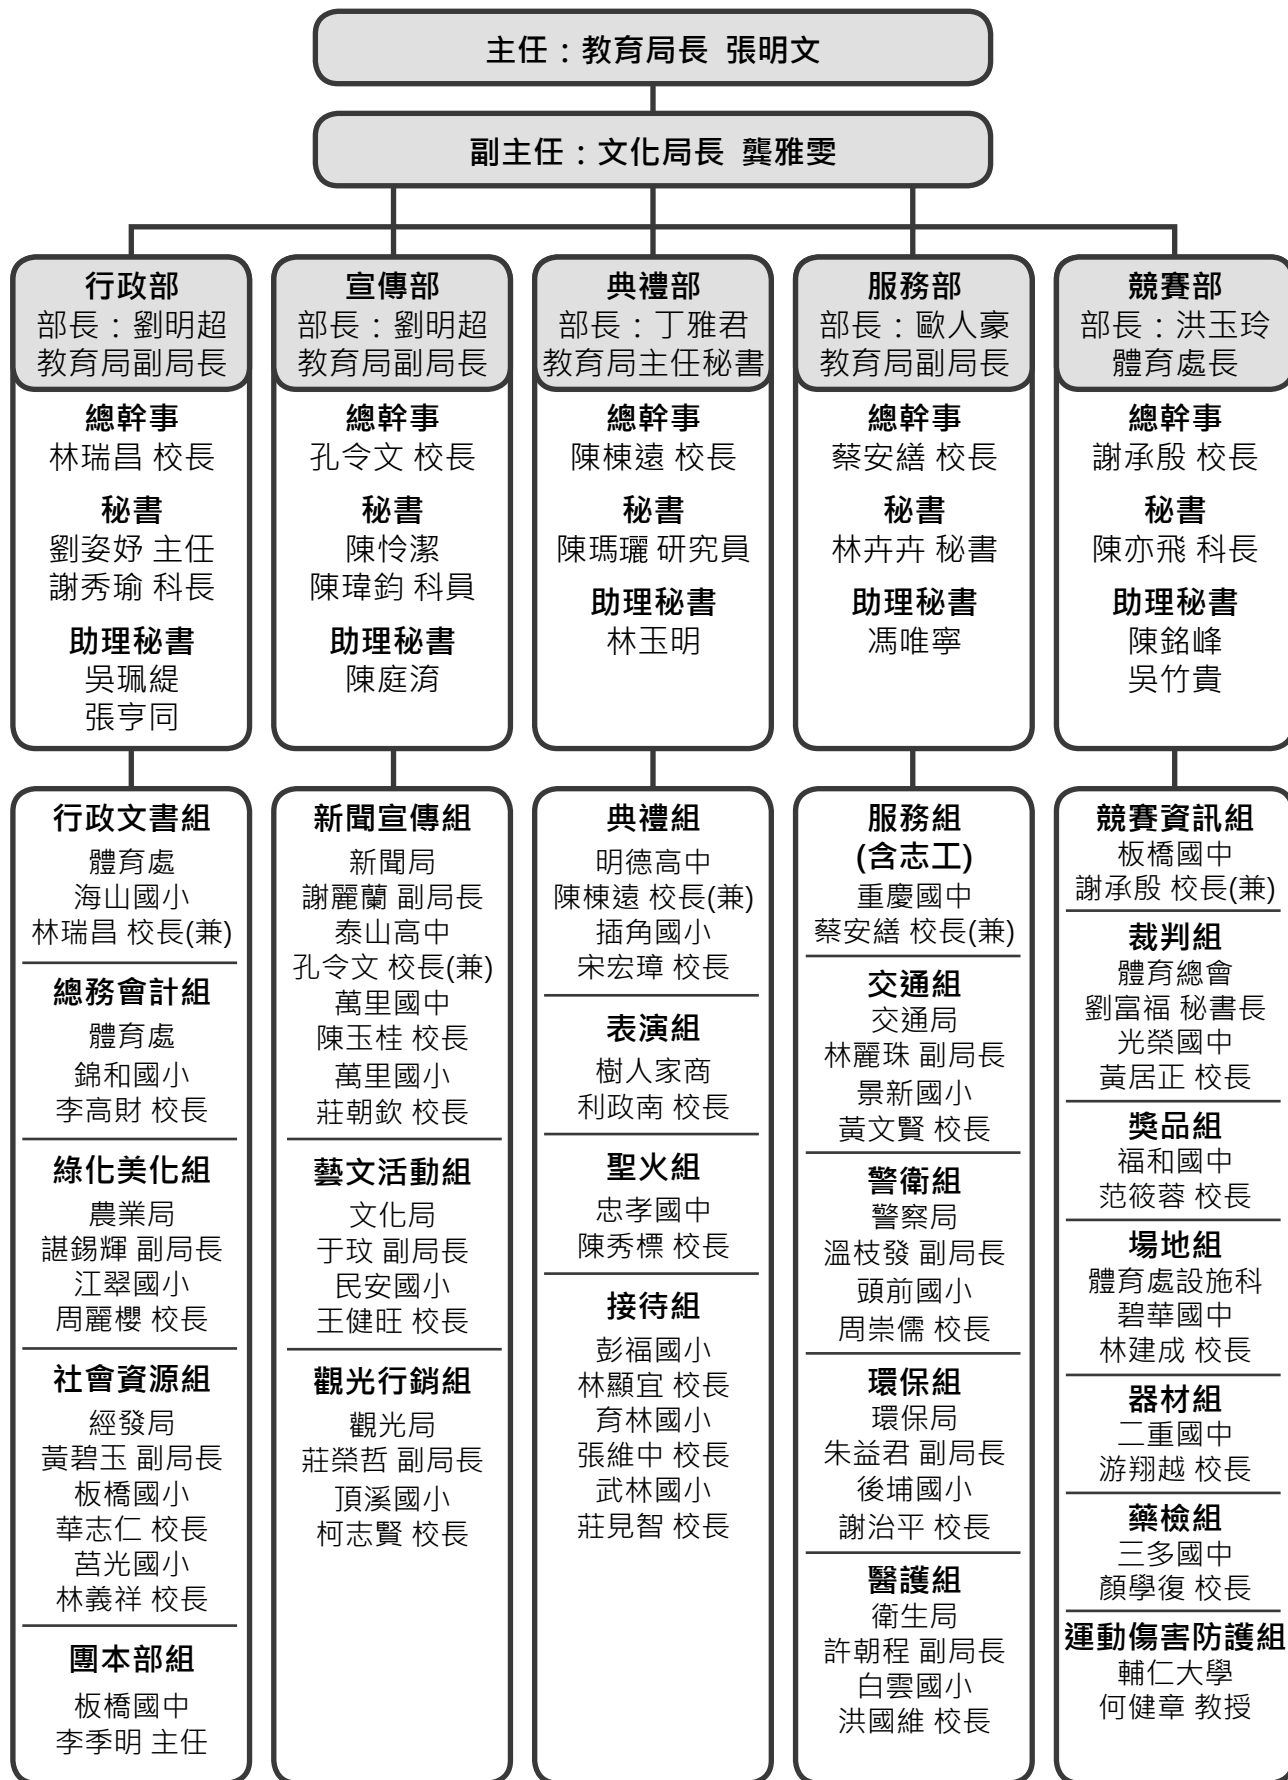 主任：教育局長 張明文
副主任：文化局長 龔雅雯
行政部
部長：劉明超
教育局副局長
總幹事
林瑞昌 校長
秘書
劉姿妤 主任
謝秀瑜 科長
助理秘書
吳珮緹
張亨同
行政文書組
體育處
海山國小
林瑞昌 校長(兼)
總務會計組
體育處
錦和國小
李高財 校長
綠化美化組
農業局
諶錫輝 副局長
江翠國小
周麗櫻 校長
社會資源組
經發局
黃碧玉 副局長
板橋國小
華志仁 校長
莒光國小
林義祥 校長
團本部組
板橋國中
李季明 主任
宣傳部
部長：劉明超
教育局副局長
總幹事
孔令文 校長
秘書
陳怜潔
陳瑋鈞 科員
助理秘書
陳庭淯
新聞宣傳組
新聞局
謝麗蘭 副局長
泰山高中
孔令文 校長(兼)
萬里國中
陳玉桂 校長
萬里國小
莊朝欽 校長
藝文活動組
文化局
于玟 副局長
民安國小
王健旺 校長
觀光行銷組
觀光局
莊榮哲 副局長
頂溪國小
柯志賢 校長
典禮部
部長：丁雅君
教育局主任秘書
總幹事
陳棟遠 校長
秘書
陳瑪瓏 研究員
助理秘書
林玉明
典禮組
明德高中
陳棟遠 校長(兼)
插角國小
宋宏璋 校長
表演組
樹人家商
利政南 校長
聖火組
忠孝國中
陳秀標 校長
接待組
彭福國小
林顯宜 校長
育林國小
張維中 校長
武林國小
莊見智 校長
服務部
部長：歐人豪
教育局副局長
總幹事
蔡安繕 校長
秘書
林卉卉 秘書
助理秘書
馮唯寧
服務組
(含志工)
重慶國中
蔡安繕 校長(兼)
交通組
交通局
林麗珠 副局長
景新國小
黃文賢 校長
警衛組
警察局
溫枝發 副局長
頭前國小
周崇儒 校長
環保組
環保局
朱益君 副局長
後埔國小
謝治平 校長
醫護組
衛生局
許朝程 副局長
白雲國小
洪國維 校長
競賽部
部長：洪玉玲
體育處長
總幹事
謝承殷 校長
秘書
陳亦飛 科長
助理秘書
陳銘峰
吳竹貴
競賽資訊組
板橋國中
謝承殷 校長(兼)
裁判組
體育總會
劉富福 秘書長
光榮國中
黃居正 校長
獎品組
福和國中
范筱蓉 校長
場地組
體育處設施科
碧華國中
林建成 校長
器材組
二重國中
游翔越 校長
藥檢組
三多國中
顏學復 校長
運動傷害防護組
輔仁大學
何健章 教授